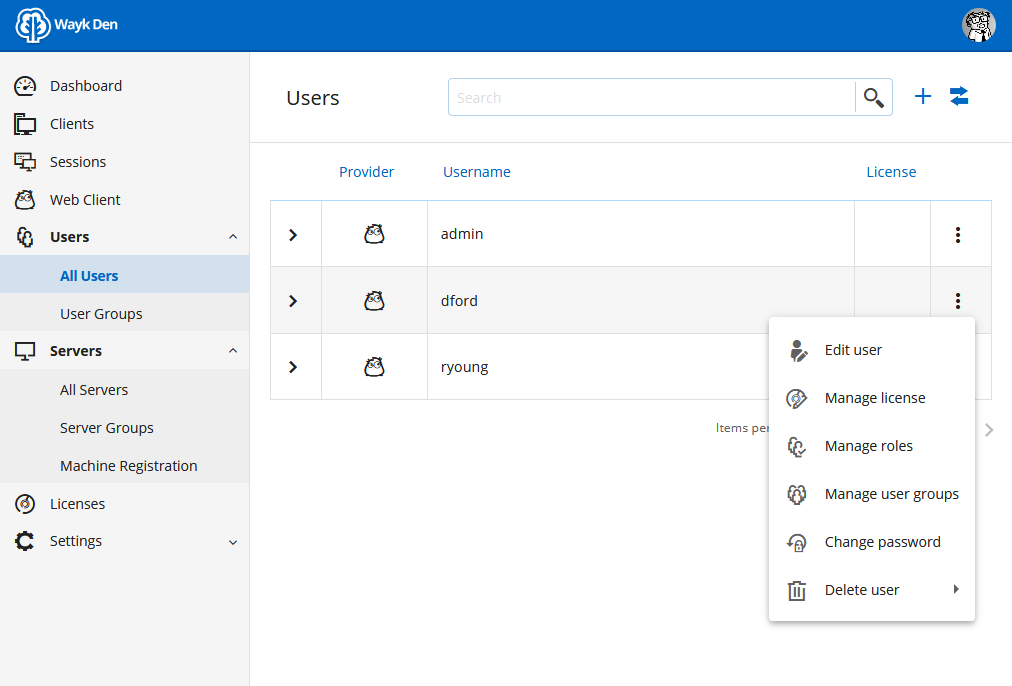 Wayk Den
Dashboard
Clients
Sessions
Web Client
Users
All Users
User Groups
Servers
All Servers
Server Groups
Machine Registration
Licenses
Settings
Users
Search
Provider Username License
admin
dford
ryoung
Items per
Edit user
Manage license
Manage roles
Manage user groups
Change password
Delete user